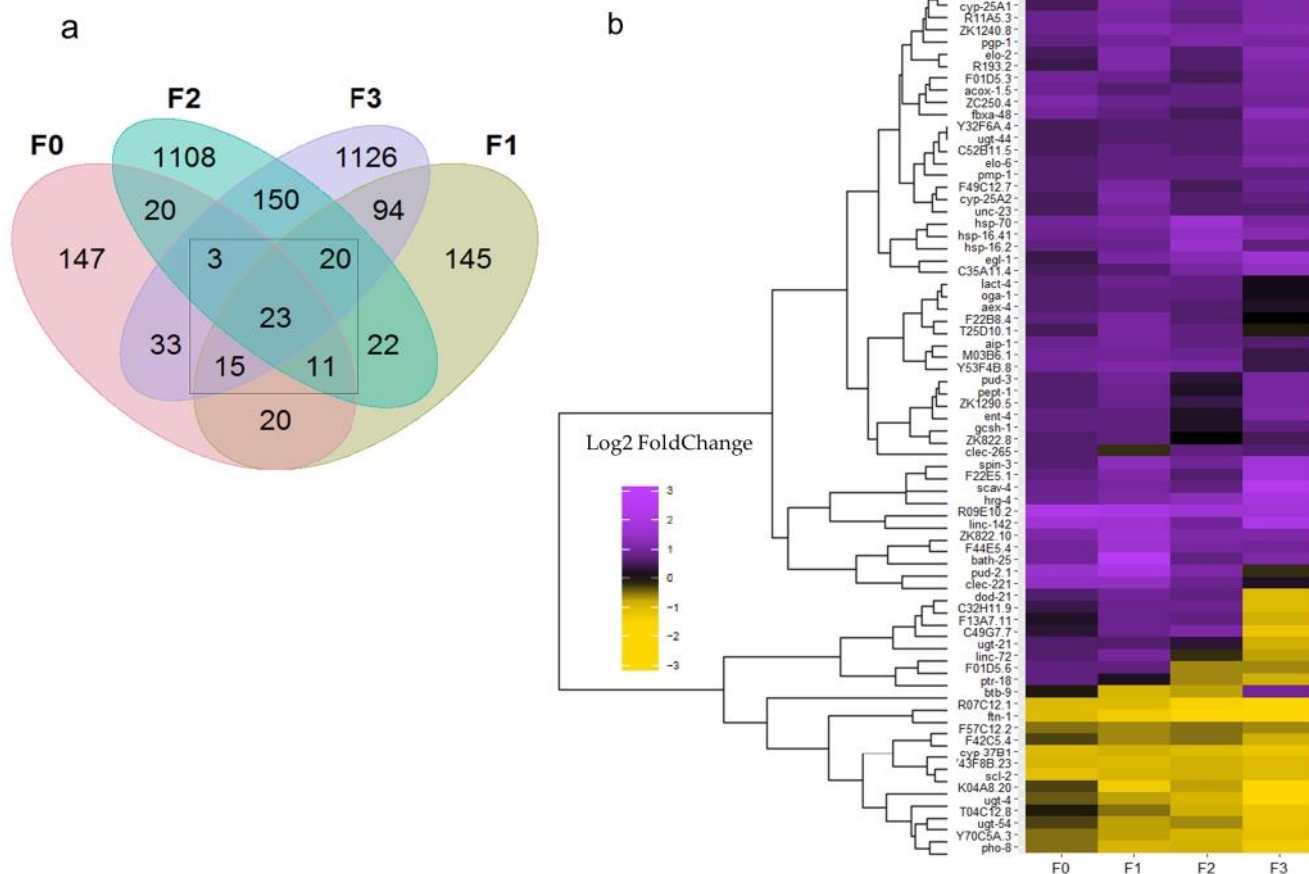 a
b
F0
F2
F3
F1
1108
1126
20
150
94
147
3
20
145
23
33
15
11
22
20
Log2 FoldChange
3
2
1
0
−1
−2
−3
cyp-25A1
R11A5.3
ZK1240.8
pgp-1
elo-2
R193.2
F01D5.3
acox-1.5
ZC250.4
fbxa-48
Y32F6A.4
ugt-44
C52B11.5
elo-6
pmp-1
F49C12.7
cyp-25A2
unc-23
hsp-70
hsp-16.41
hsp-16.2
egl-1
C35A11.4
lact-4
oga-1
aex-4
F22B8.4
T25D10.1
aip-1
M03B6.1
Y53F4B.8
pud-3
pept-1
ZK1290.5
ent-4
gcsh-1
ZK822.8
clec-265
spin-3
F22E5.1
scav-4
hrg-4
R09E10.2
linc-142
ZK822.10
F44E5.4
bath-25
pud-2.1
clec-221
dod-21
C32H11.9
F13A7.11
C49G7.7
ugt-21
linc-72
F01D5.6
ptr-18
btb-9
R07C12.1
ftn-1
F57C12.2
F42C5.4
cyp 37B1
'43F8B.23
scl-2
K04A8.20
ugt-4
T04C12.8
ugt-54
Y70C5A.3
pho-8
F0 F1 F2 F3